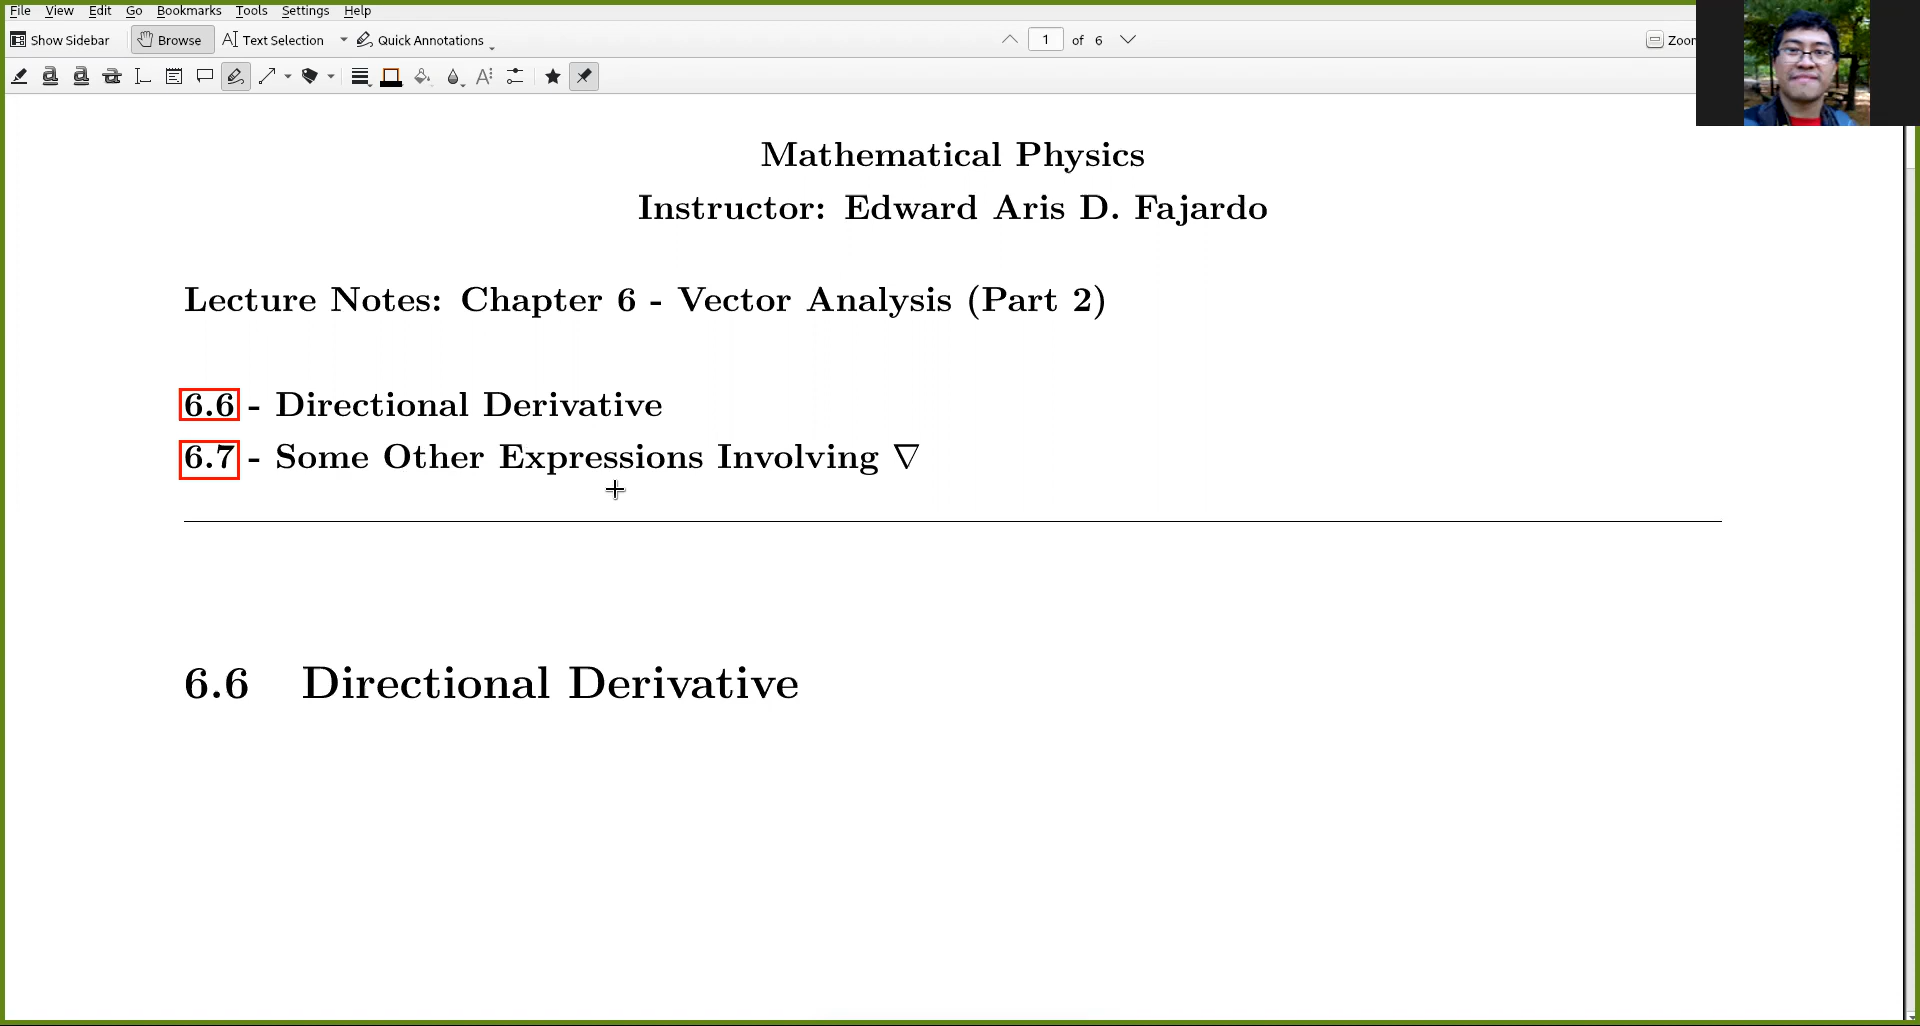 File View Edit Go Bookmarks Tools Settings Help
Show Sidebar Browse Text Selection Quick Annotations 1 of 6
Mathematical Physics
Instructor: Edward Aris D. Fajardo
Lecture Notes: Chapter 6 - Vector Analysis (Part 2)
6.6 - Directional Derivative
6.7 - Some Other Expressions Involving ∇
6.6 Directional Derivative